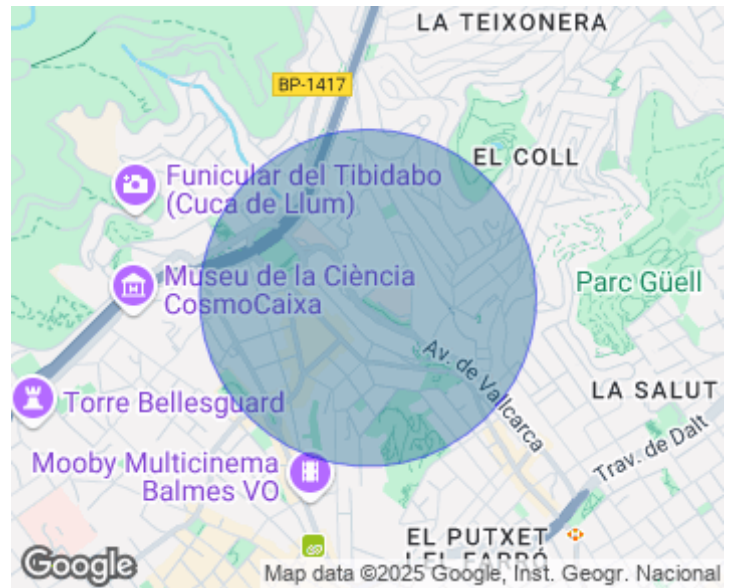 LA TEIXONERA
BP-1417
EL COLL
Funicular del Tibidabo
(Cuca de Llum)
Museu de la Ciència
CosmoCaixa
Parc Güell
Av. de Vallcarca
LA SALUT
Torre Bellesguard
Trav. de Dalt
Mooby Multicinema
Balmes VO
EL PUTXET
I EL FARRÓ
Google
Map data ©2025 Google, Inst. Geogr. Nacional